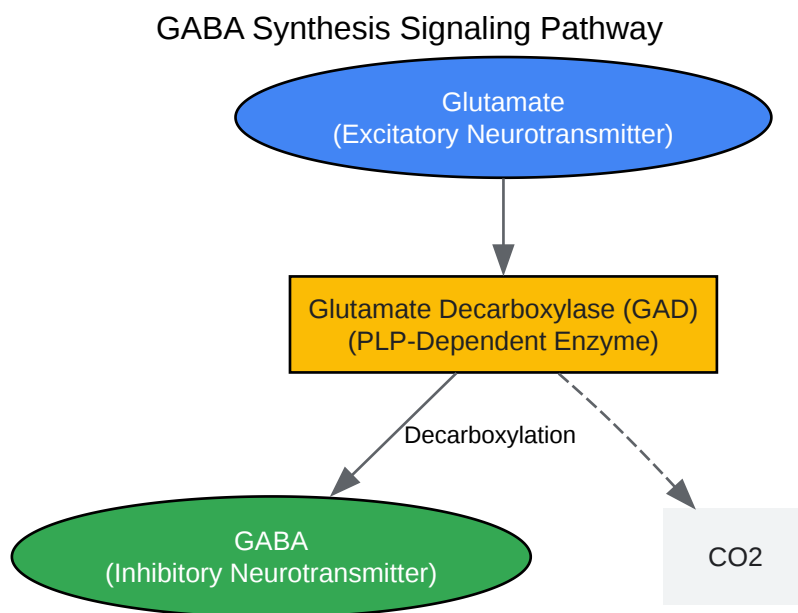 GABA Synthesis Signaling Pathway
Glutamate
(Excitatory Neurotransmitter)
Glutamate Decarboxylase (GAD)
(PLP-Dependent Enzyme)
Decarboxylation
GABA
(Inhibitory Neurotransmitter)
CO2